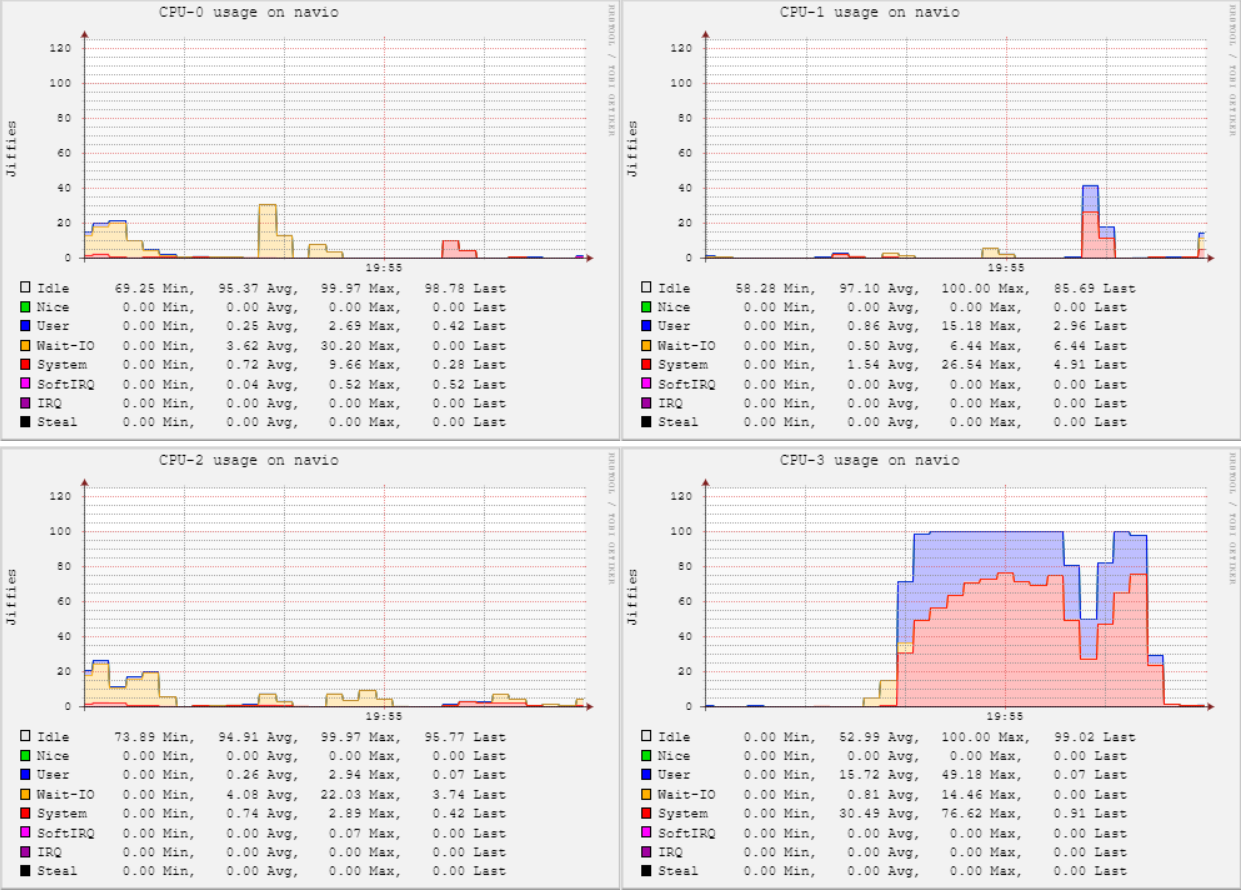 CPU-0 usage on navio
RRDTOOL / TOBI OETIKER
Jiffies
120
100
80
60
40
20
0
19:55
Idle 69.25 Min, 95.37 Avg, 99.97 Max, 98.78 Last
Nice 0.00 Min, 0.00 Avg, 0.00 Max, 0.00 Last
User 0.00 Min, 0.25 Avg, 2.69 Max, 0.42 Last
Wait-IO 0.00 Min, 3.62 Avg, 30.20 Max, 0.00 Last
System 0.00 Min, 0.72 Avg, 9.66 Max, 0.28 Last
SoftIRQ 0.00 Min, 0.04 Avg, 0.52 Max, 0.52 Last
IRQ 0.00 Min, 0.00 Avg, 0.00 Max, 0.00 Last
Steal 0.00 Min, 0.00 Avg, 0.00 Max, 0.00 Last
CPU-1 usage on navio
RRDTOOL / TOBI OETIKER
Jiffies
120
100
80
60
40
20
0
19:55
Idle 58.28 Min, 97.10 Avg, 100.00 Max, 85.69 Last
Nice 0.00 Min, 0.00 Avg, 0.00 Max, 0.00 Last
User 0.00 Min, 0.86 Avg, 15.18 Max, 2.96 Last
Wait-IO 0.00 Min, 0.50 Avg, 6.44 Max, 6.44 Last
System 0.00 Min, 1.54 Avg, 26.54 Max, 4.91 Last
SoftIRQ 0.00 Min, 0.00 Avg, 0.00 Max, 0.00 Last
IRQ 0.00 Min, 0.00 Avg, 0.00 Max, 0.00 Last
Steal 0.00 Min, 0.00 Avg, 0.00 Max, 0.00 Last
CPU-2 usage on navio
RRDTOOL / TOBI OETIKER
Jiffies
120
100
80
60
40
20
0
19:55
Idle 73.89 Min, 94.91 Avg, 99.97 Max, 95.77 Last
Nice 0.00 Min, 0.00 Avg, 0.00 Max, 0.00 Last
User 0.00 Min, 0.26 Avg, 2.94 Max, 0.07 Last
Wait-IO 0.00 Min, 4.08 Avg, 22.03 Max, 3.74 Last
System 0.00 Min, 0.74 Avg, 2.89 Max, 0.42 Last
SoftIRQ 0.00 Min, 0.00 Avg, 0.07 Max, 0.00 Last
IRQ 0.00 Min, 0.00 Avg, 0.00 Max, 0.00 Last
Steal 0.00 Min, 0.00 Avg, 0.00 Max, 0.00 Last
CPU-3 usage on navio
RRDTOOL / TOBI OETIKER
Jiffies
120
100
80
60
40
20
0
19:55
Idle 0.00 Min, 52.99 Avg, 100.00 Max, 99.02 Last
Nice 0.00 Min, 0.00 Avg, 0.00 Max, 0.00 Last
User 0.00 Min, 15.72 Avg, 49.18 Max, 0.07 Last
Wait-IO 0.00 Min, 0.81 Avg, 14.46 Max, 0.00 Last
System 0.00 Min, 30.49 Avg, 76.62 Max, 0.91 Last
SoftIRQ 0.00 Min, 0.00 Avg, 0.00 Max, 0.00 Last
IRQ 0.00 Min, 0.00 Avg, 0.00 Max, 0.00 Last
Steal 0.00 Min, 0.00 Avg, 0.00 Max, 0.00 Last